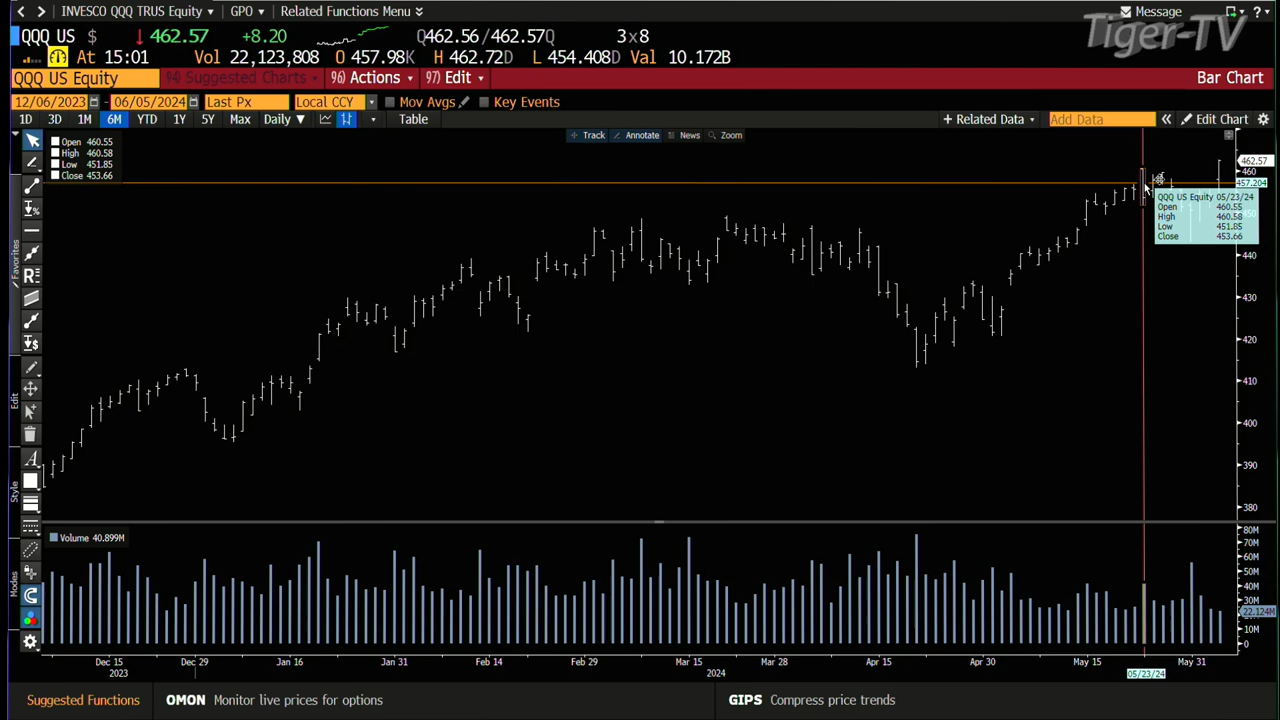 INVESCO QQQ TRUS Equity GPO Related Functions Menu Message
Tiger-TV
QQQ US $ 462.57 +8.20 Q462.56/462.57Q 3x8
At 15:01 Vol 22,123,808 O 457.98K H 462.72D L 454.408D Val 10.172B
QQQ US Equity 94) Suggested Charts 96) Actions 97) Edit Bar Chart
12/06/2023 - 06/05/2024 Last Px Local CCY Mov Avgs Key Events
1D 3D 1M 6M YTD 1Y 5Y Max Daily Table + Related Data Add Data « Edit Chart
Track Annotate News Zoom
Open 460.55
High 460.58
Low 451.85
Close 453.66
462.57
460
457.204
QQQ US Equity 05/23/24
Open 460.55
High 460.58
Low 451.85
Close 453.66
440
430
420
410
400
390
380
Favorites
Edit
Style
Modes
Volume 40.899M
80M
70M
60M
50M
40M
30M
22.124M
10M
0
Dec 15 Dec 29 Jan 16 Jan 31 Feb 14 Feb 29 Mar 15 Mar 28 Apr 15 Apr 30 May 15 May 31
2023 2024 05/23/24
Suggested Functions OMON Monitor live prices for options GIPS Compress price trends